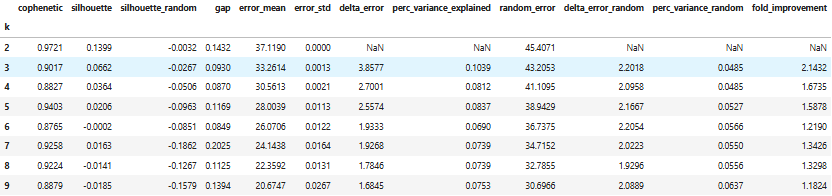 cophenetic silhouette silhouette_random gap error_mean error_std delta_error perc_variance_explained random_error delta_error_random perc_variance_random fold_improvement
k
2 0.9721 0.1399 -0.0032 0.1432 37.1190 0.0000 NaN NaN 45.4071 NaN NaN NaN
3 0.9017 0.0662 -0.0267 0.0930 33.2614 0.0013 3.8577 0.1039 43.2053 2.2018 0.0485 2.1432
4 0.8827 0.0364 -0.0506 0.0870 30.5613 0.0021 2.7001 0.0812 41.1095 2.0958 0.0485 1.6735
5 0.9403 0.0206 -0.0963 0.1169 28.0039 0.0113 2.5574 0.0837 38.9429 2.1667 0.0527 1.5878
6 0.8765 -0.0002 -0.0851 0.0849 26.0706 0.0122 1.9333 0.0690 36.7375 2.2054 0.0566 1.2190
7 0.9258 0.0163 -0.1862 0.2025 24.1438 0.0164 1.9268 0.0739 34.7152 2.0223 0.0550 1.3426
8 0.9224 -0.0141 -0.1267 0.1125 22.3592 0.0131 1.7846 0.0739 32.7855 1.9296 0.0556 1.3298
9 0.8879 -0.0185 -0.1579 0.1394 20.6747 0.0267 1.6845 0.0753 30.6966 2.0889 0.0637 1.1824